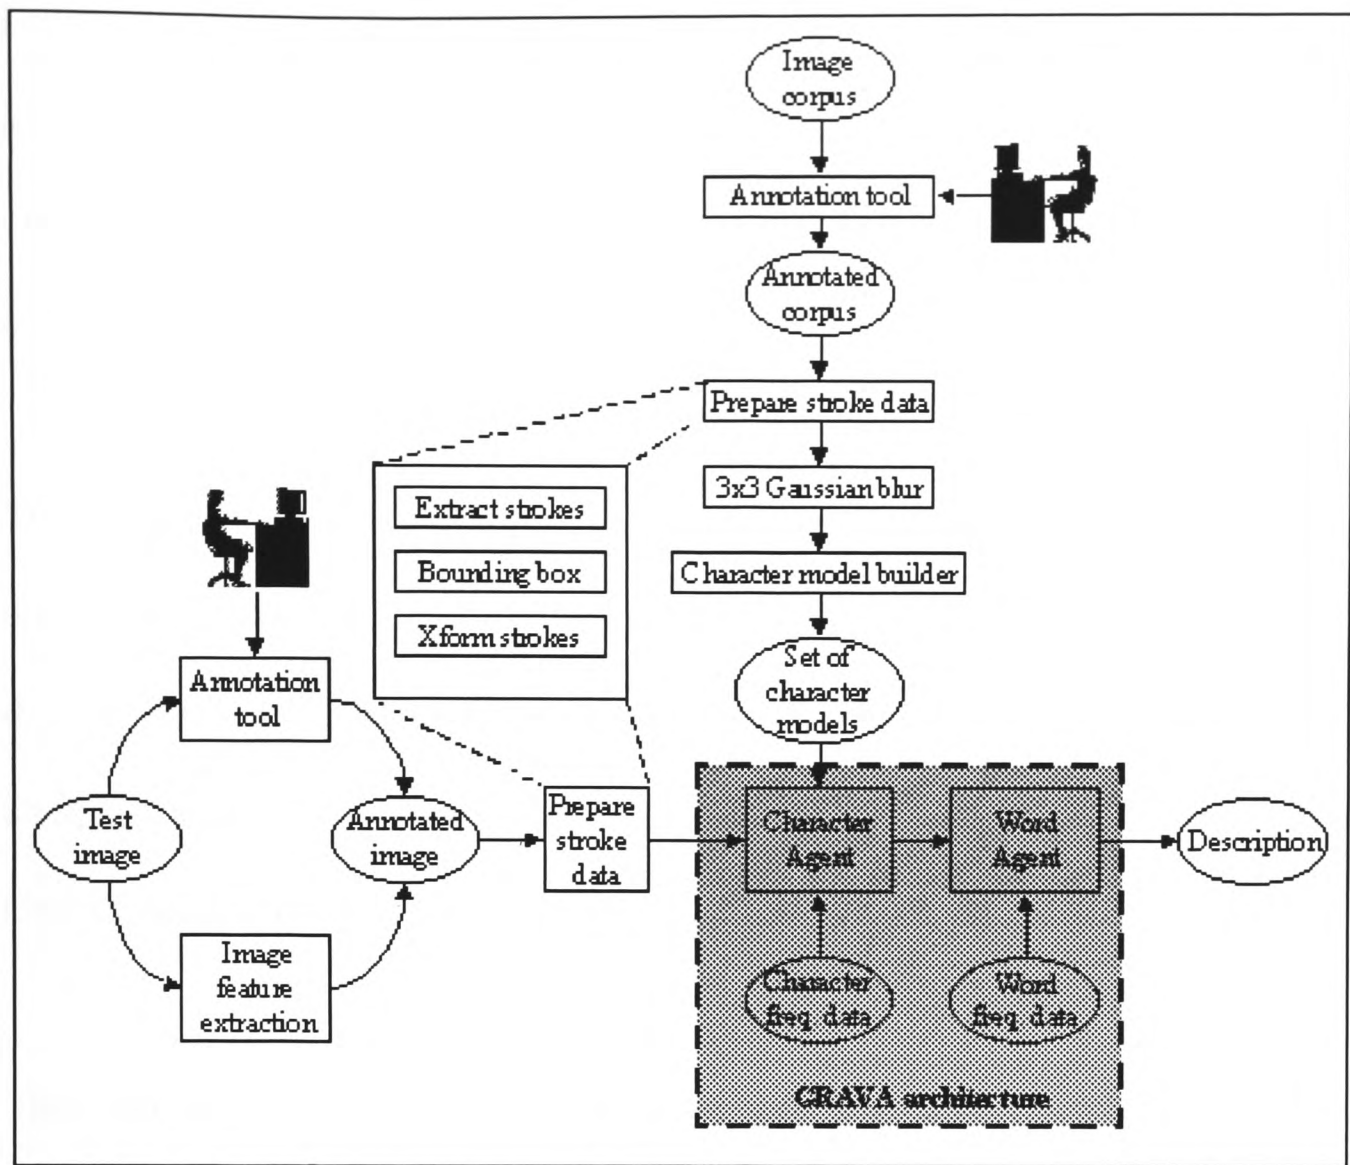 Image
corpus
Annotation tool
Annotated
corpus
Prepare stroke data
3x3 Gaussian blur
Extract strokes
Bounding box
Xform strokes
Character model builder
Set of
character
models
Annotation
tool
Test
image
Annotated
image
Prepare
stroke
data
Character
Agent
Word
Agent
Description
Image
feature
extraction
Character
freq. data
Word
freq. data
GRAVA architecture